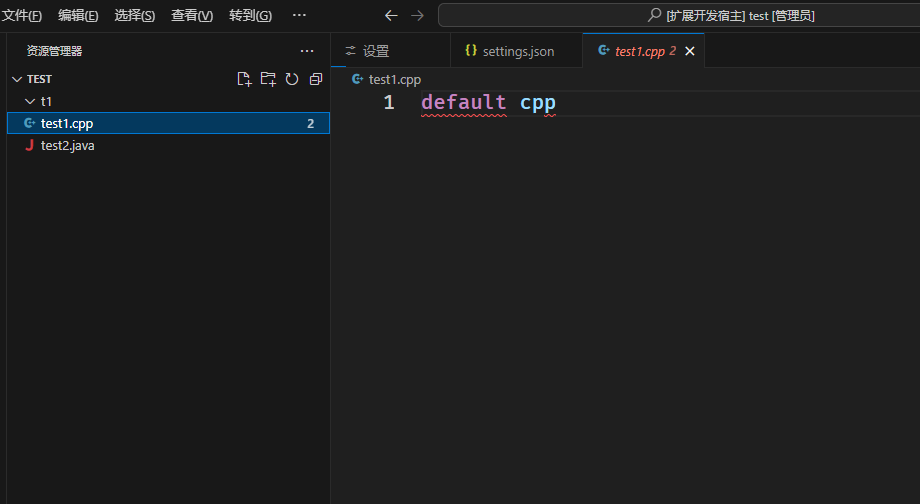 文件(F) 编辑(E) 选择(S) 查看(V) 转到(G) ··· [扩展开发宿主] test [管理员]
资源管理器 ···
TEST
t1
test1.cpp 2
test2.java
设置 {} settings.json test1.cpp 2
test1.cpp
1 default cpp